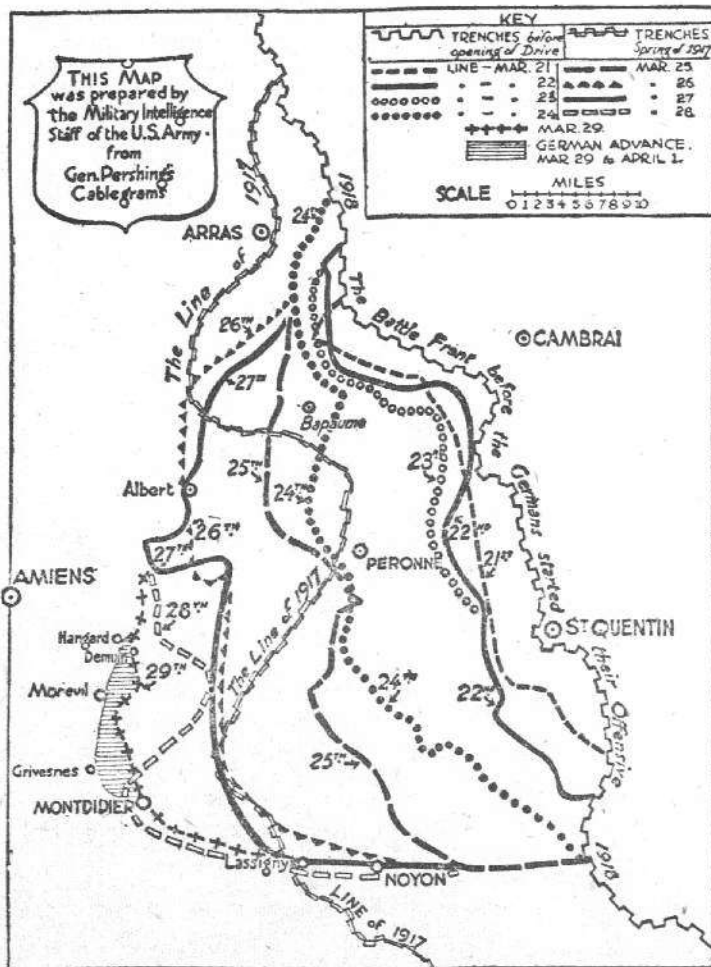 THIS MAP
was prepared by
the Military Intelligence
Staff of the U.S. Army
from
Gen. Pershing's
Cablegrams
KEY
TRENCHES before
opening of Drive
TRENCHES
Spring of 1917
LINE - MAR. 21
MAR. 25
22
26
23
27
24
28
MAR. 29.
GERMAN ADVANCE.
MAR 29 to APRIL 1.
SCALE
MILES
0 1 2 3 4 5 6 7 8 9 10
1917
1918
24TH
ARRAS
The Line of
26TH
The Battle Front before the Germans started their Offensive
CAMBRAI
27TH
Bapaume
25TH
23
24TH
Albert
22ND
26TH
21ST
27TH
PERONNE
AMIENS
28TH
The Line of 1917
ST QUENTIN
Hangard
Demuin
29TH
Moreuil
24TH
22ND
Grivesnes
25TH
MONTDIDIER
Lassigny
NOYON
1918
LINE of 1917